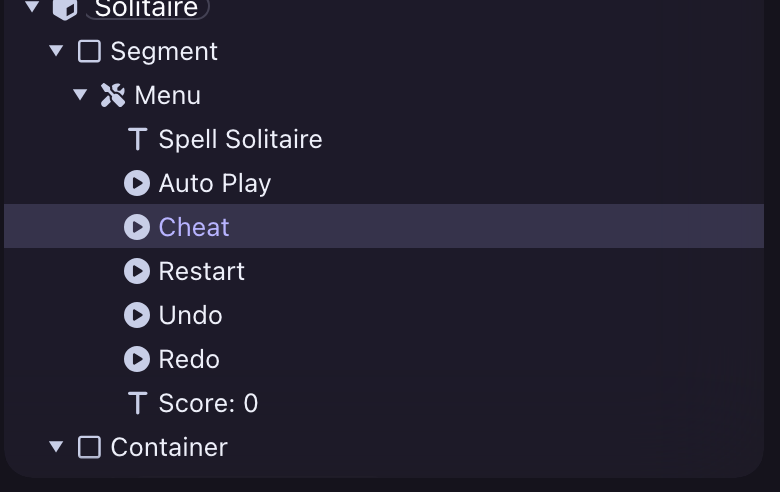 Solitaire
Segment
Menu
Spell Solitaire
Auto Play
Cheat
Restart
Undo
Redo
Score: 0
Container